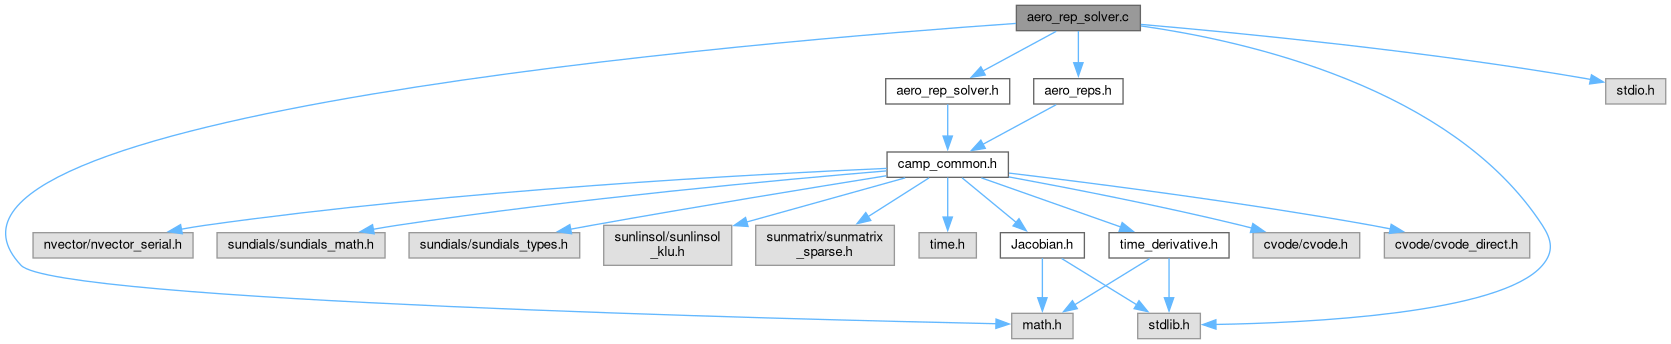 aero_rep_solver.c
aero_rep_solver.h
aero_reps.h
stdio.h
camp_common.h
nvector/nvector_serial.h
sundials/sundials_math.h
sundials/sundials_types.h
sunlinsol/sunlinsol
_klu.h
sunmatrix/sunmatrix
_sparse.h
time.h
Jacobian.h
time_derivative.h
cvode/cvode.h
cvode/cvode_direct.h
math.h
stdlib.h